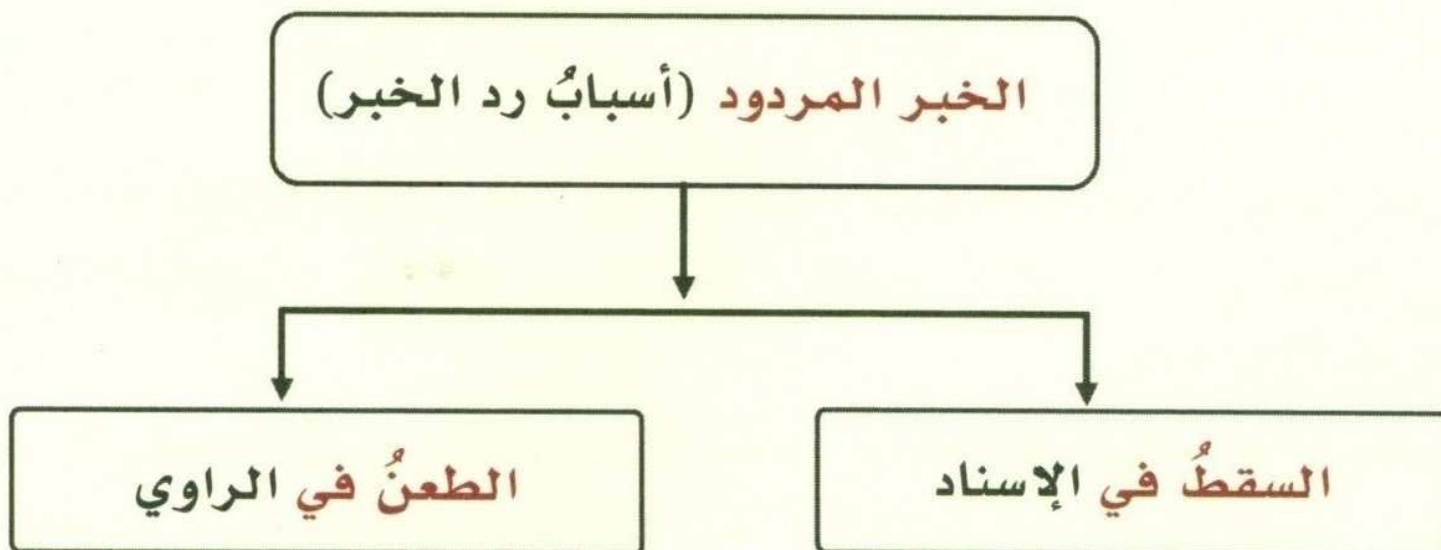 الخبر المردود (أسبابُ رد الخبر)
السقطُ في الإسناد
الطعنُ في الراوي